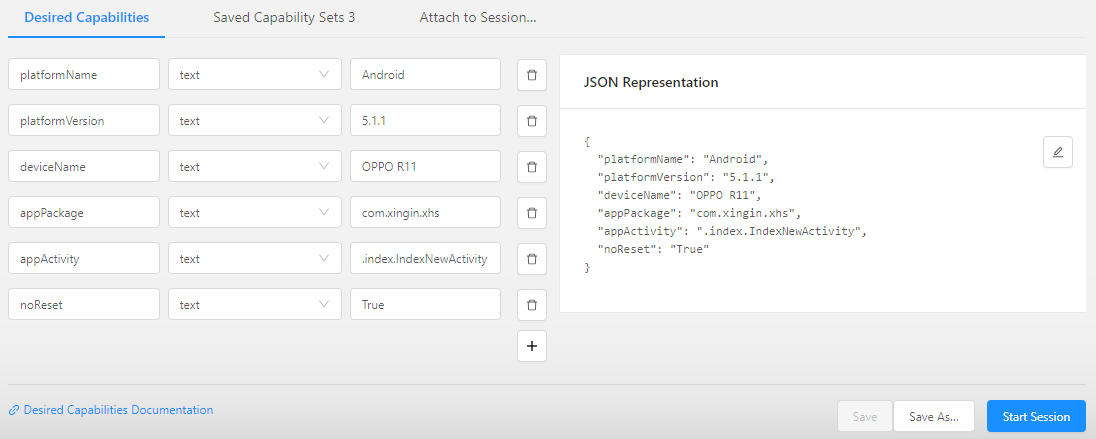 Desired Capabilities
Saved Capability Sets 3
Attach to Session...
platformName
text
Android
platformVersion
text
5.1.1
deviceName
text
OPPO R11
appPackage
text
com.xingin.xhs
appActivity
text
.index.IndexNewActivity
noReset
text
True
JSON Representation
{
"platformName": "Android",
"platformVersion": "5.1.1",
"deviceName": "OPPO R11",
"appPackage": "com.xingin.xhs",
"appActivity": ".index.IndexNewActivity",
"noReset": "True"
}
Desired Capabilities Documentation
Save
Save As...
Start Session